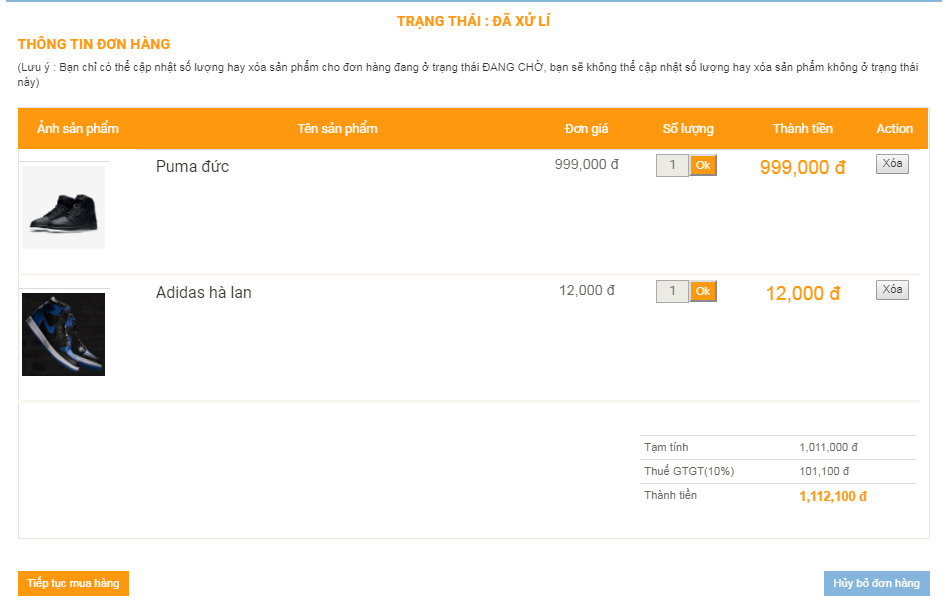 TRẠNG THÁI : ĐÃ XỬ LÍ
THÔNG TIN ĐƠN HÀNG
(Lưu ý : Bạn chỉ có thể cập nhật số lượng hay xóa sản phẩm cho đơn hàng đang ở trạng thái ĐANG CHỜ, bạn sẽ không thể cập nhật số lượng hay xóa sản phẩm không ở trạng thái
này)
Ảnh sản phẩm Tên sản phẩm Đơn giá Số lượng Thành tiền Action
Puma đức 999,000 đ 1 Ok 999,000 đ Xóa
Adidas hà lan 12,000 đ 1 Ok 12,000 đ Xóa
Tạm tính 1,011,000 đ
Thuế GTGT(10%) 101,100 đ
Thành tiền 1,112,100 đ
Tiếp tục mua hàng Hủy bỏ đơn hàng